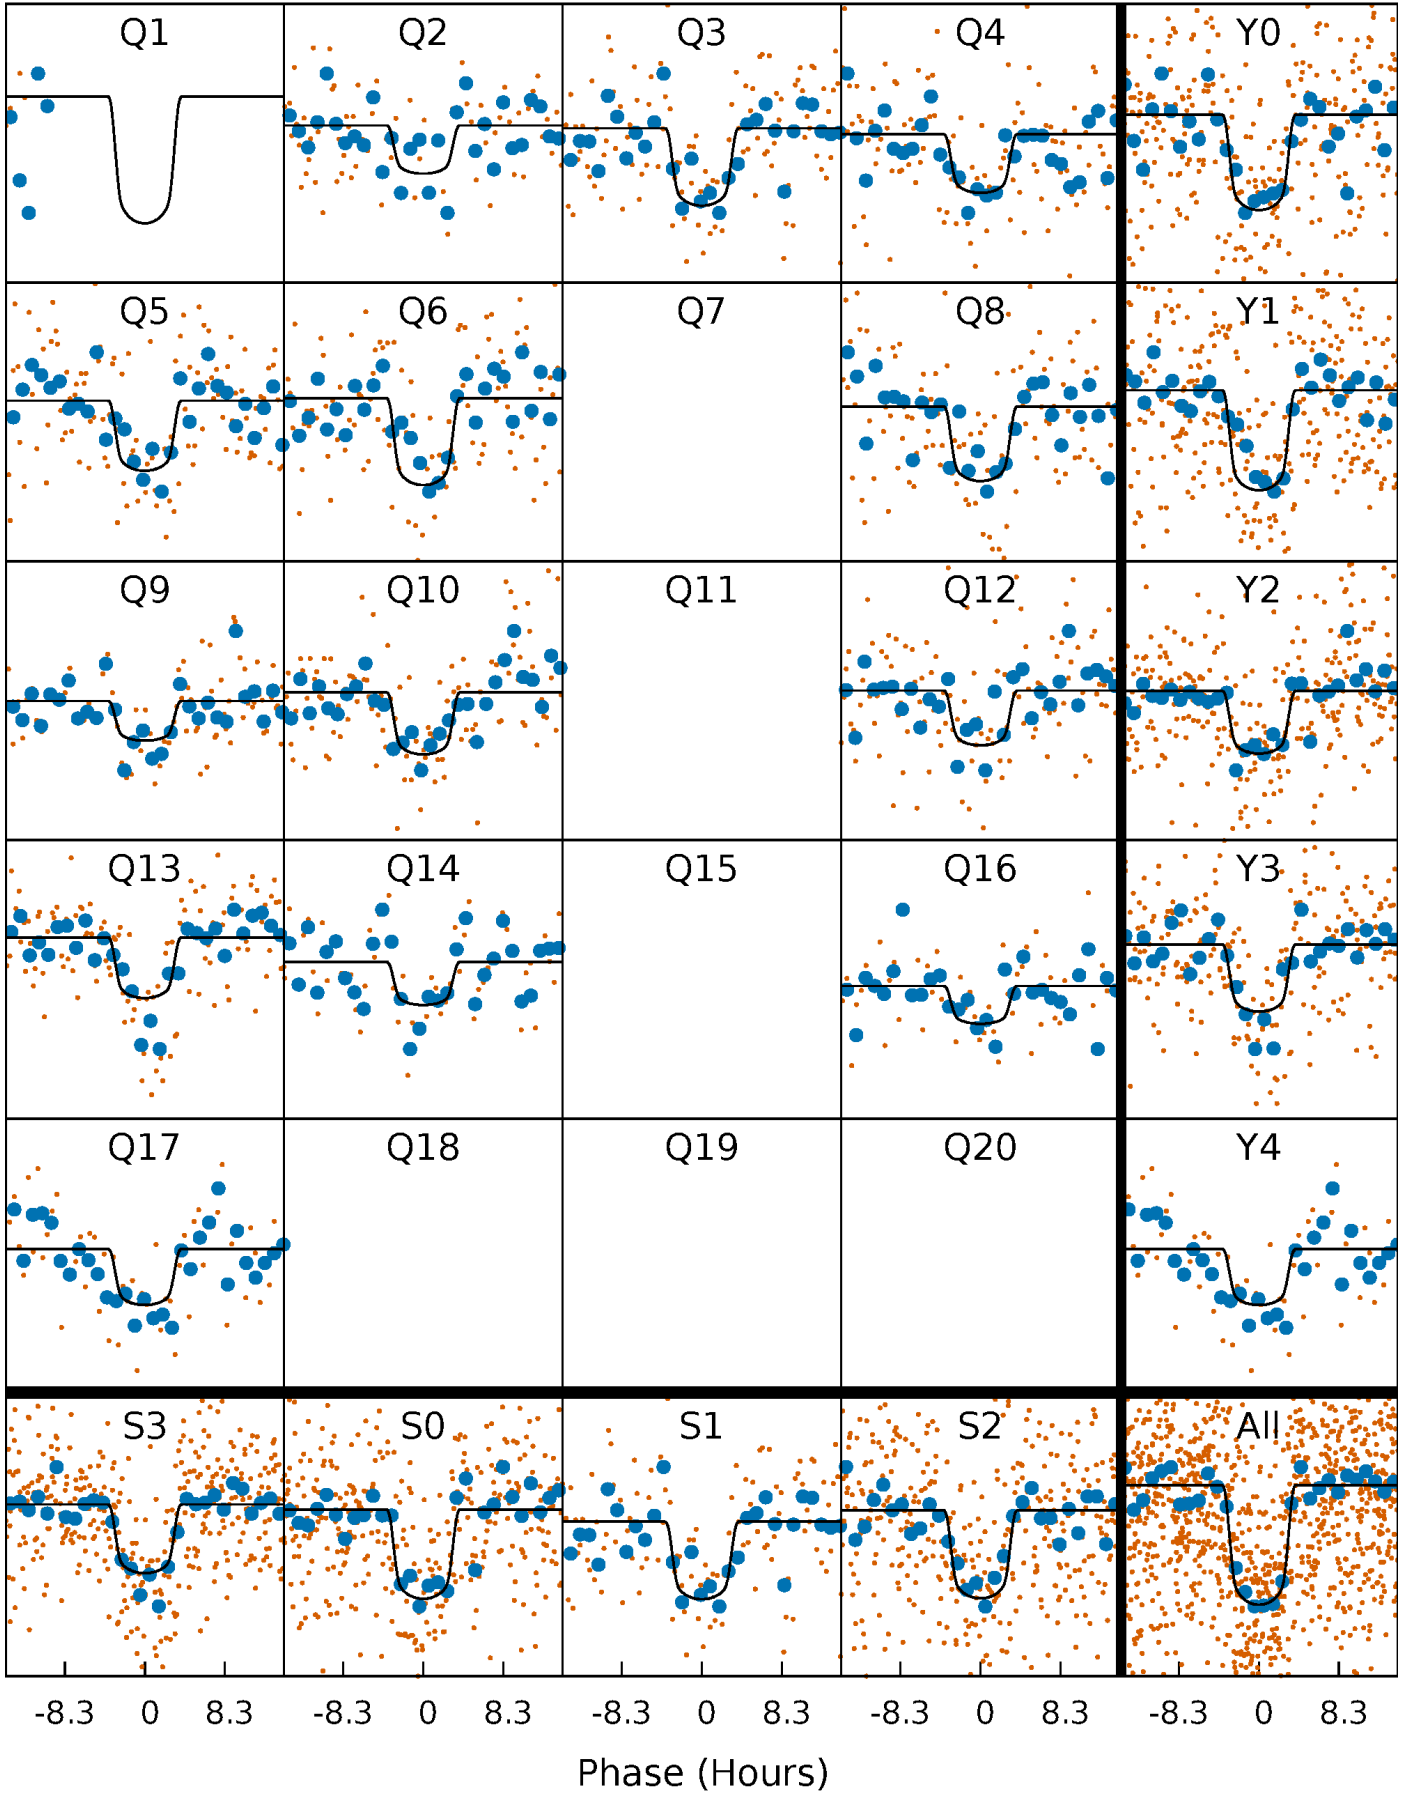 Q1 Q2 Q3 Q4 Y0
Q5 Q6 Q7 Q8 Y1
Q9 Q10 Q11 Q12 Y2
Q13 Q14 Q15 Q16 Y3
Q17 Q18 Q19 Q20 Y4
S3 S0 S1 S2 All
-8.3 0 8.3 -8.3 0 8.3 -8.3 0 8.3 -8.3 0 8.3 -8.3 0 8.3
Phase (Hours)